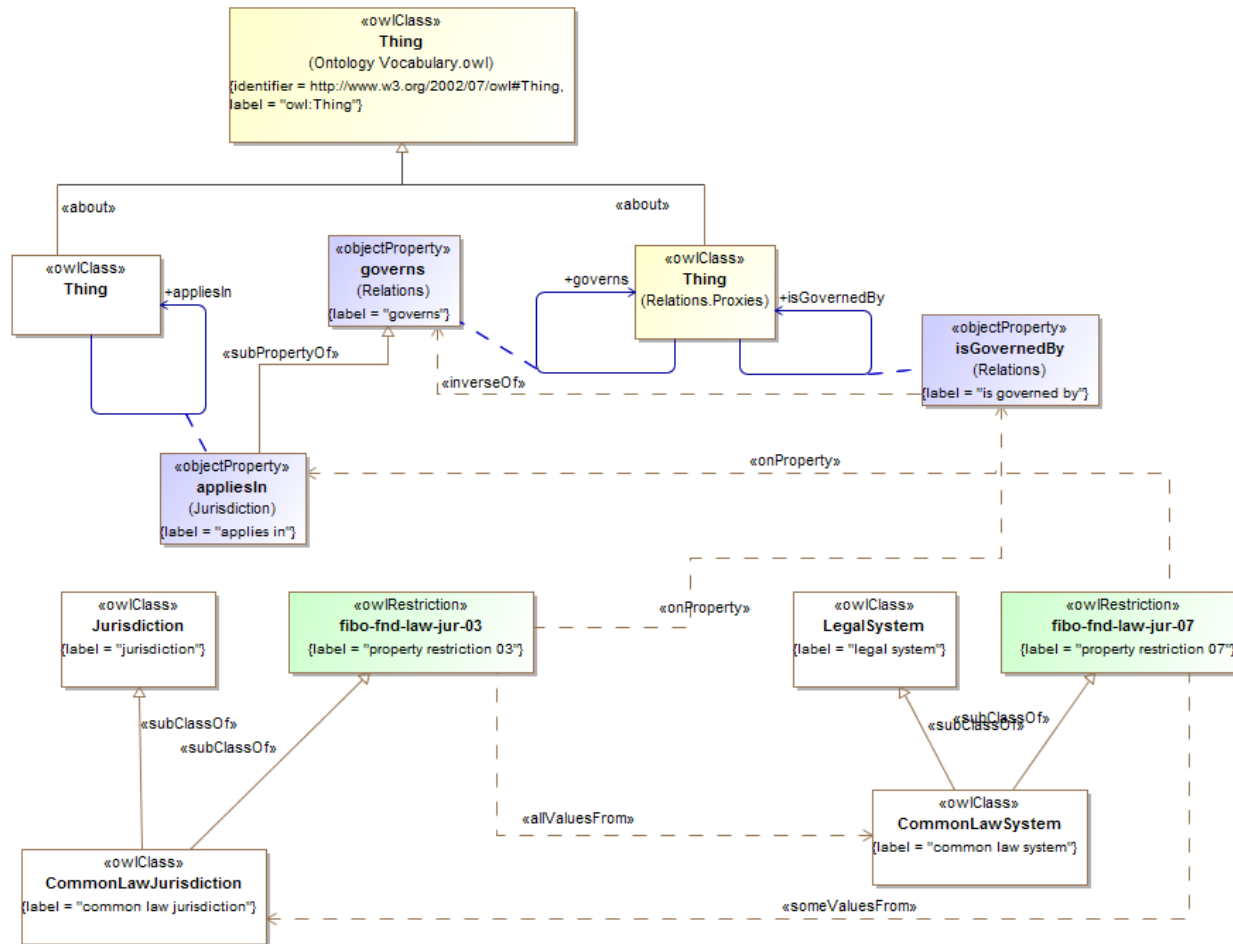 «owlClass»
Thing
(Ontology Vocabulary.owl)
{identifier = http://www.w3.org/2002/07/owl#Thing,
label = "owl:Thing"}
«about»
«about»
«owlClass»
Thing
+appliesIn
«objectProperty»
governs
(Relations)
{label = "governs"}
+governs
«owlClass»
Thing
(Relations.Proxies)
+isGovernedBy
«objectProperty»
isGovernedBy
(Relations)
{label = "is governed by"}
«subPropertyOf»
«inverseOf»
«objectProperty»
appliesIn
(Jurisdiction)
{label = "applies in"}
«onProperty»
«owlClass»
Jurisdiction
{label = "jurisdiction"}
«owlRestriction»
fibo-fnd-law-jur-03
{label = "property restriction 03"}
«onProperty»
«owlClass»
LegalSystem
{label = "legal system"}
«owlRestriction»
fibo-fnd-law-jur-07
{label = "property restriction 07"}
«subClassOf»
«subClassOf»
«subClassOf»
«subClassOf»
«allValuesFrom»
«owlClass»
CommonLawSystem
{label = "common law system"}
«owlClass»
CommonLawJurisdiction
{label = "common law jurisdiction"}
«someValuesFrom»